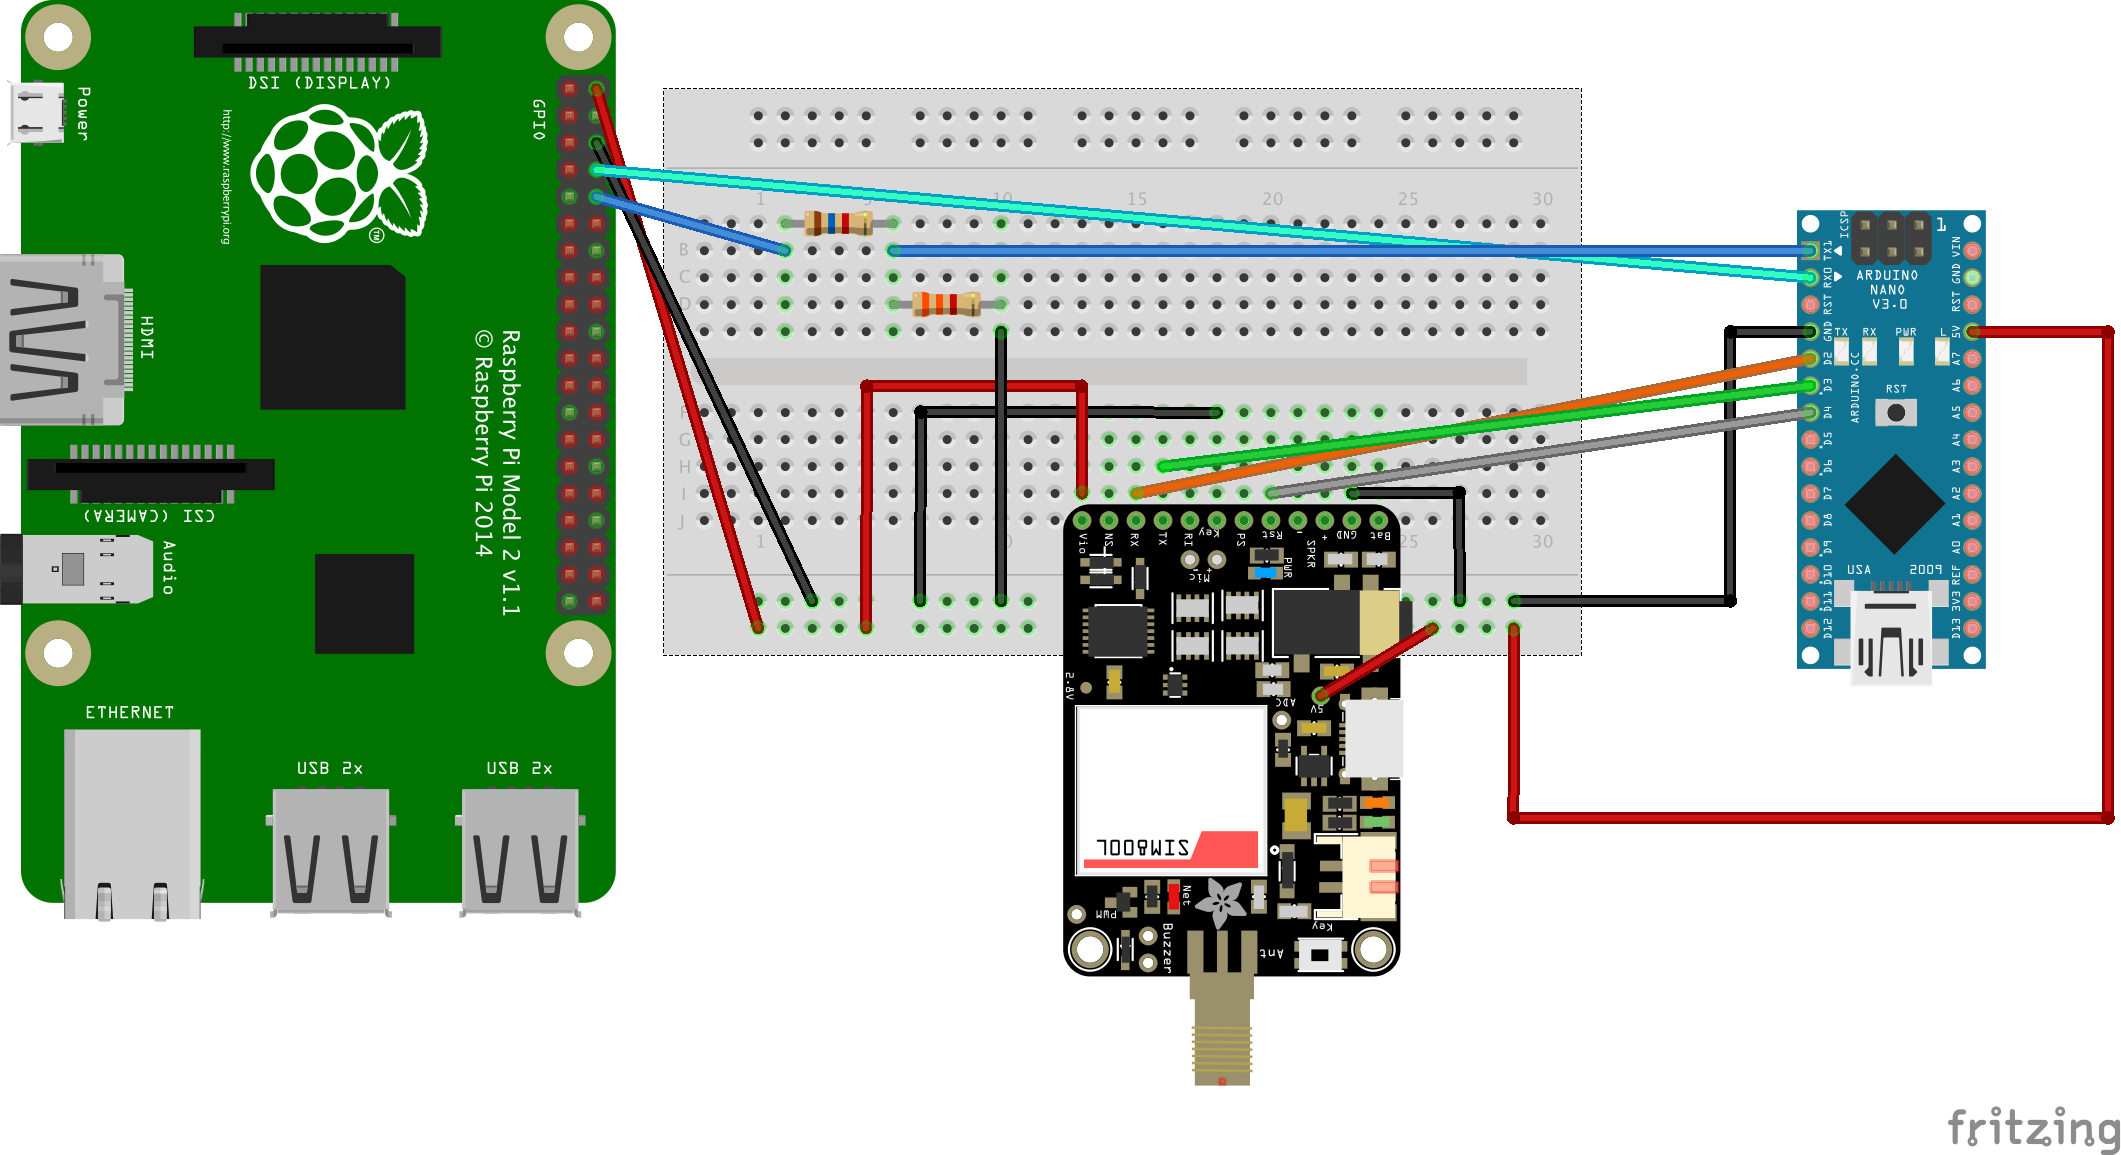 DSI (DISPLAY)
Power
http://www.raspberrypi.org
TM
GPIO
HDMI
Raspberry Pi Model 2 v1.1
© Raspberry Pi 2014
CSI (CAMERA)
Audio
ETHERNET
USB 2x
USB 2x
1
5
10
15
20
25
30
B
C
D
F
G
H
I
J
1
25
30
Vio
RX
TX
RI
Key
PS
Rst
-
SPKR
+
GND
Bat
Mic
-
+
PWR
2.8V
ADC
5V
SIM800L
PWM
Net
Buzzer
Ant
Key
ICSP
1
TX1
RX0
RST
GND
D2
D3
D4
D5
D6
D7
D8
D9
D10
D11
D12
VIN
GND
RST
5V
A7
A6
A5
A4
A3
A2
A1
A0
REF
3V3
D13
ARDUINO
NANO
V3.0
TX
RX
PWR
L
ARDUINO.CC
RST
USA
2009
fritzing